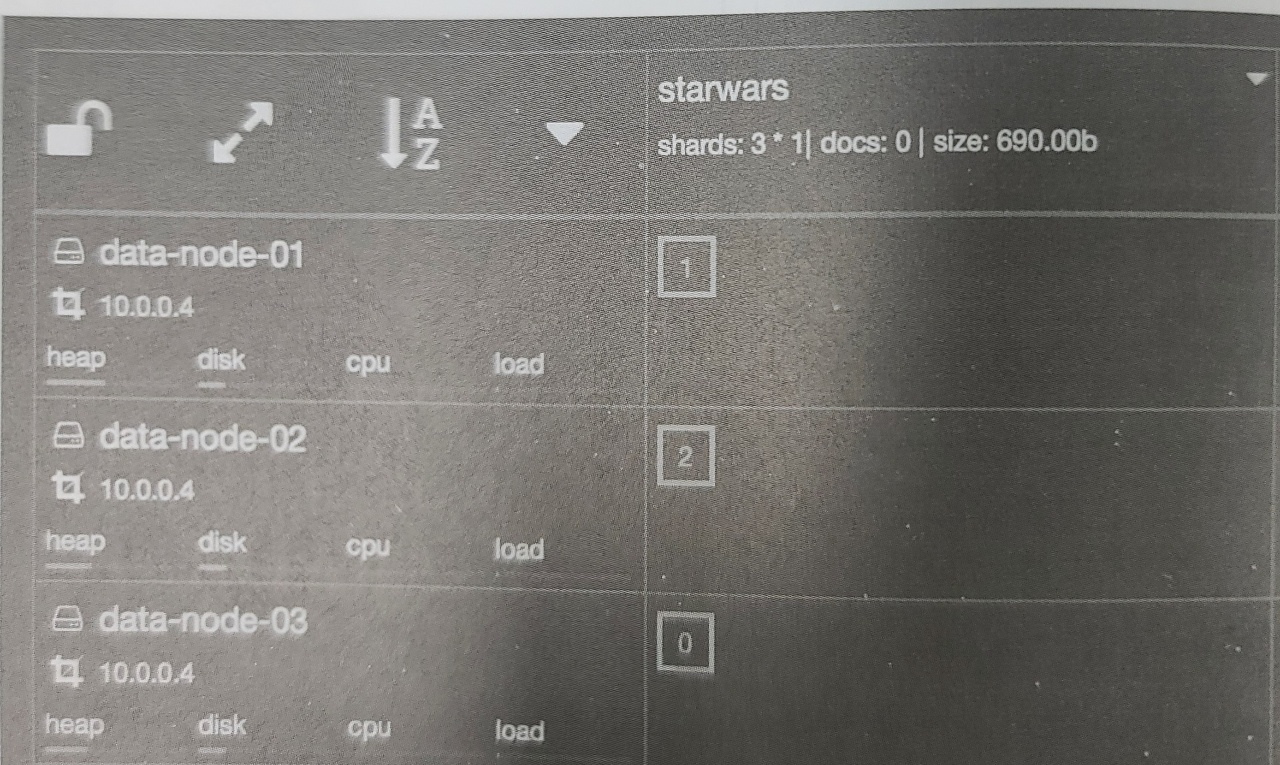 A
Z
starwars
shards: 3 * 1| docs: 0 | size: 690.00b
data-node-01
10.0.0.4
heap disk cpu load
1
data-node-02
10.0.0.4
heap disk cpu load
2
data-node-03
10.0.0.4
heap disk cpu load
0